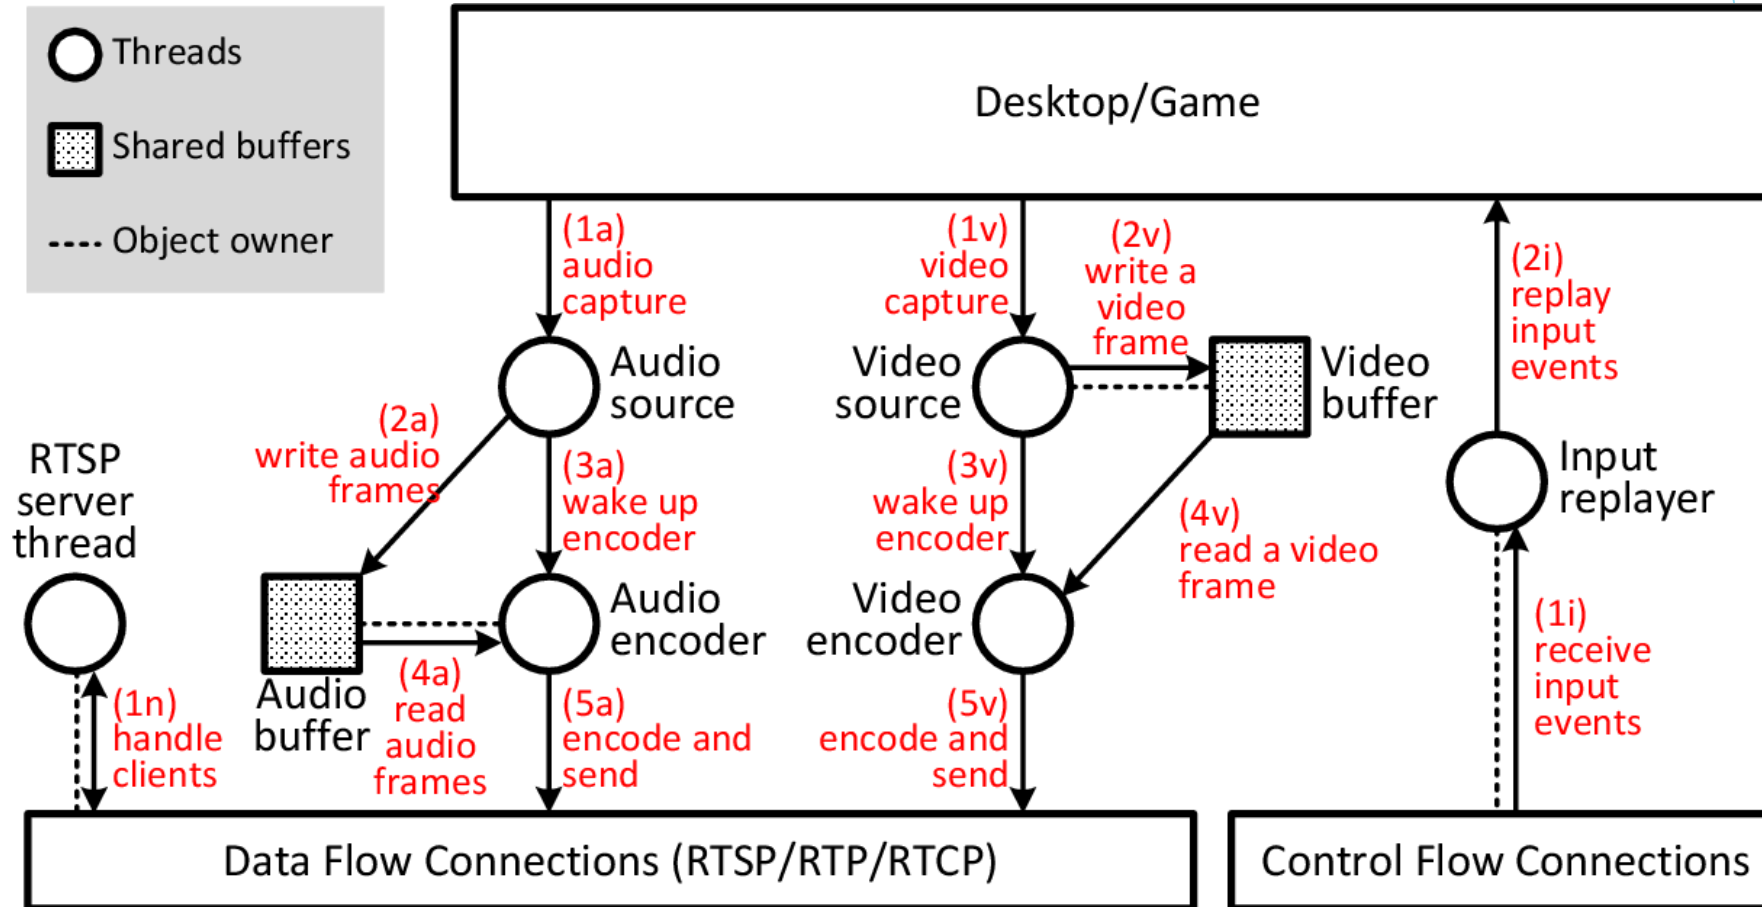 Threads
Shared buffers
Object owner
Desktop/Game
(1a)
audio
capture
(1v)
video
capture
(2v)
write a
video
frame
(2i)
replay
input
events
Audio
source
Video
source
Video
buffer
(2a)
write audio
frames
RTSP
server
thread
(3a)
wake up
encoder
(3v)
wake up
encoder
(4v)
read a video
frame
Input
replayer
Audio
encoder
Video
encoder
(1i)
receive
input
events
(1n)
handle
clients
Audio
buffer
(4a)
read
audio
frames
(5a)
encode and
send
(5v)
encode and
send
Data Flow Connections (RTSP/RTP/RTCP)
Control Flow Connections